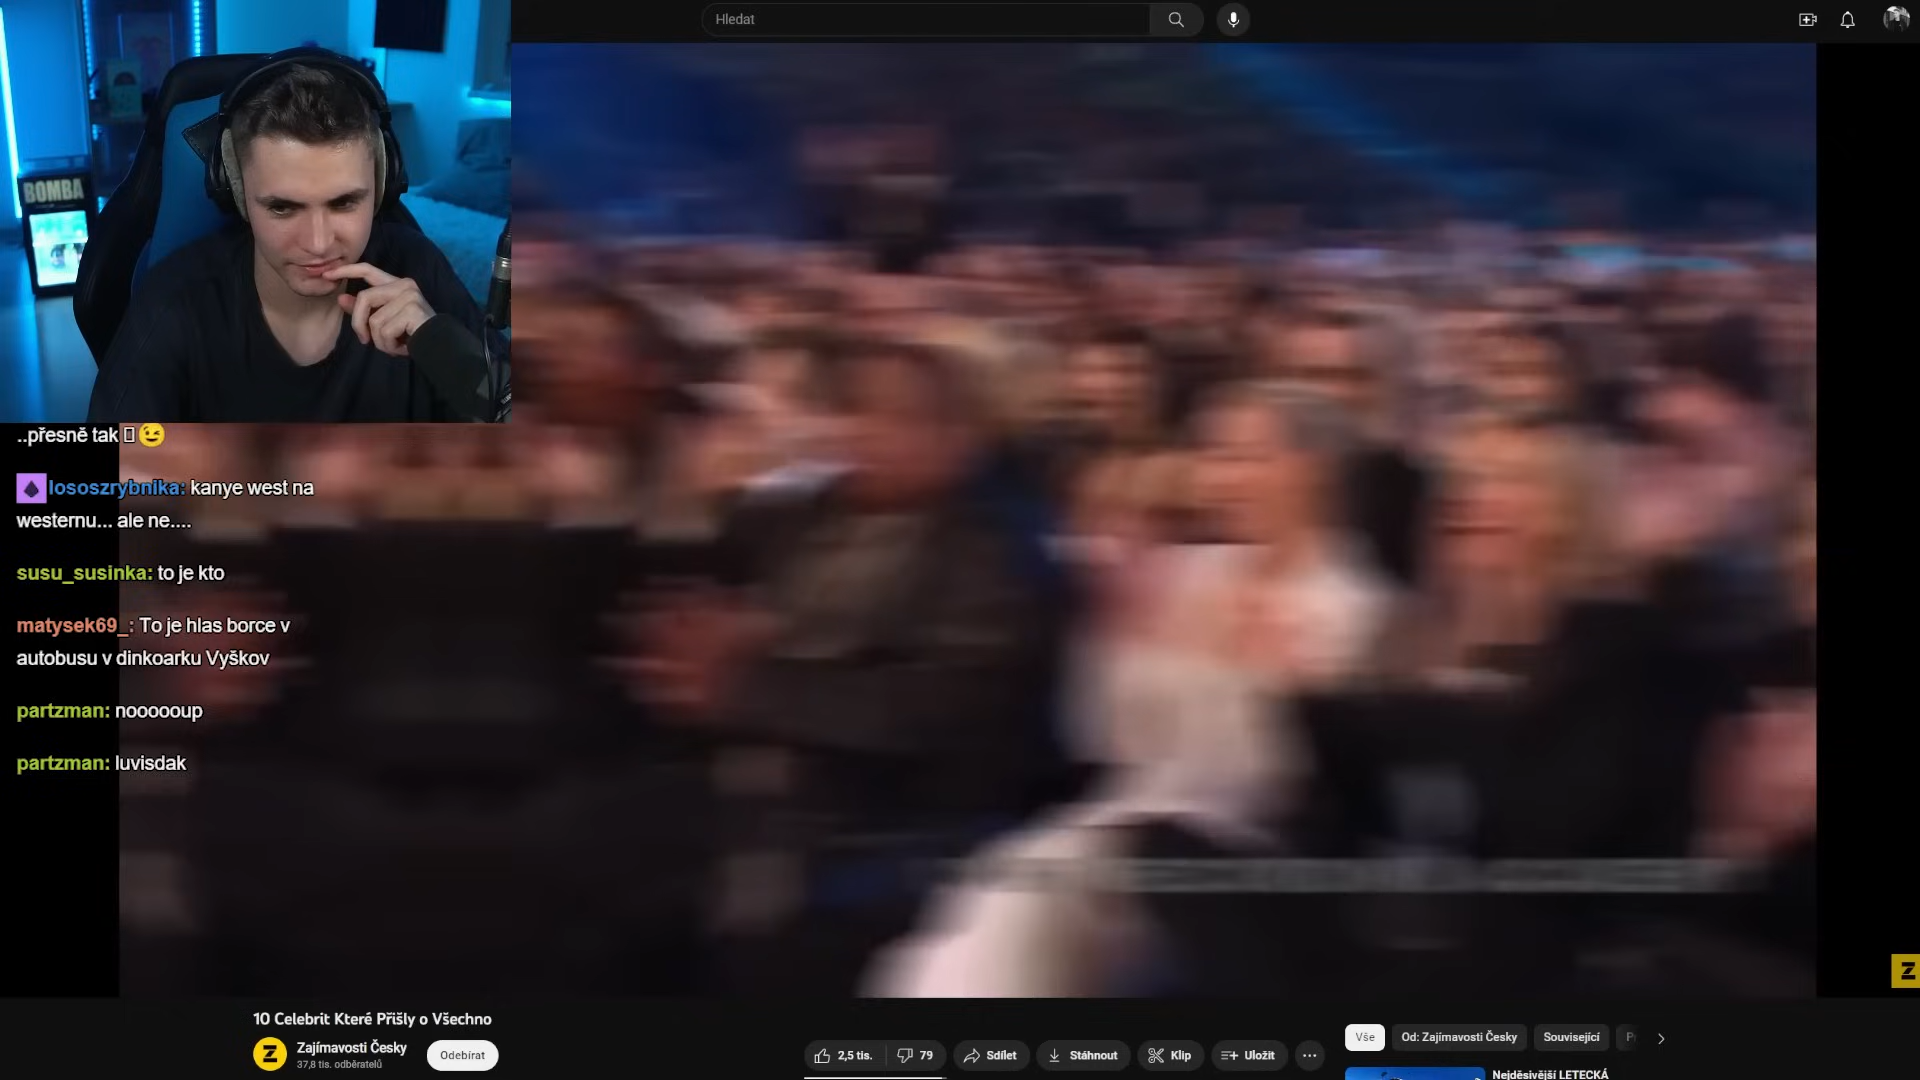 Hledat
BOMBA
..přesně tak 😉
lososzrybnika: kanye west na
westernu... ale ne....
susu_susinka: to je kto
matysek69_: To je hlas borce v
autobusu v dinkoarku Vyškov
partzman: noooooup
partzman: luvisdak
Z
10 Celebrit Které Přišly o Všechno
Z
Zajímavosti Česky
37,8 tis. odběratelů
Odebírat
2,5 tis.
79
Sdílet
Stáhnout
Klip
Uložit
Vše
Od: Zajímavosti Česky
Související
Nejděsivější LETECKÁ